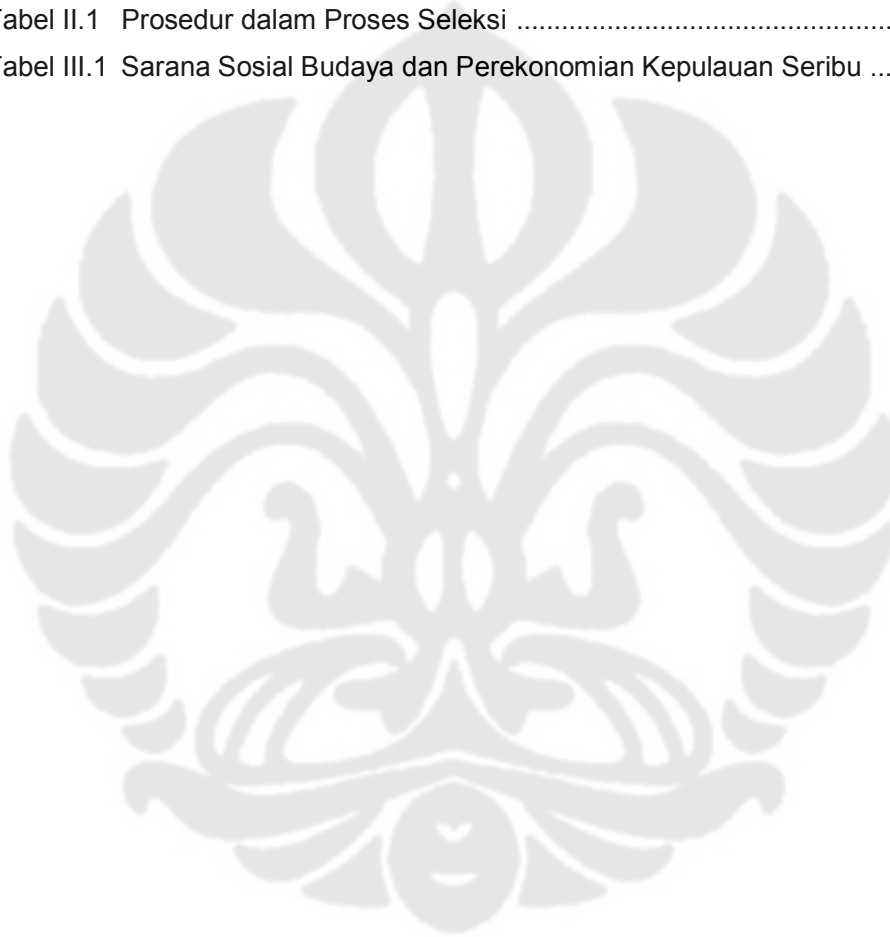 Tabel II.1 Prosedur dalam Proses Seleksi ..................................................
Tabel III.1 Sarana Sosial Budaya dan Perekonomian Kepulauan Seribu ...